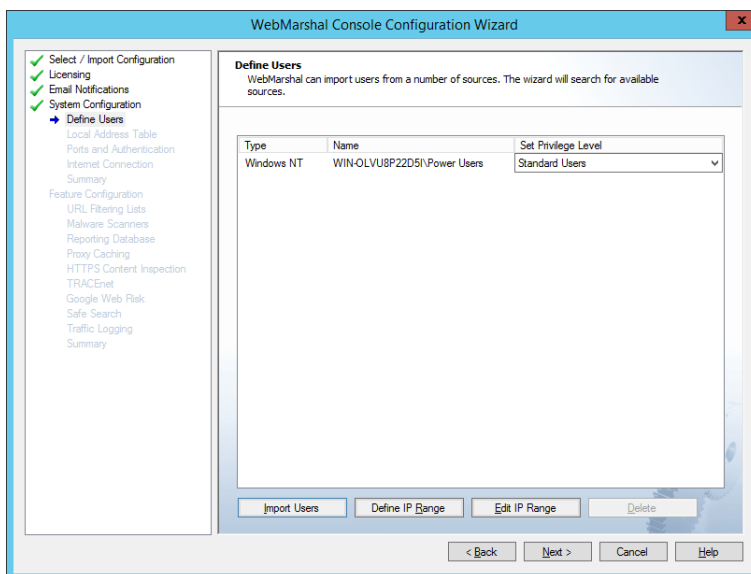 WebMarshal Console Configuration Wizard
x
Select / Import Configuration
Licensing
Email Notifications
System Configuration
Define Users
Local Address Table
Ports and Authentication
Internet Connection
Summary
Feature Configuration
URL Filtering Lists
Malware Scanners
Reporting Database
Proxy Caching
HTTPS Content Inspection
TRACEnet
Google Web Risk
Safe Search
Traffic Logging
Summary
Define Users
WebMarshal can import users from a number of sources. The wizard will search for available
sources.
Type Name Set Privilege Level
Windows NT WIN-OLVU8P22D5I\Power Users Standard Users
Import Users Define IP Range Edit IP Range Delete
< Back Next > Cancel Help